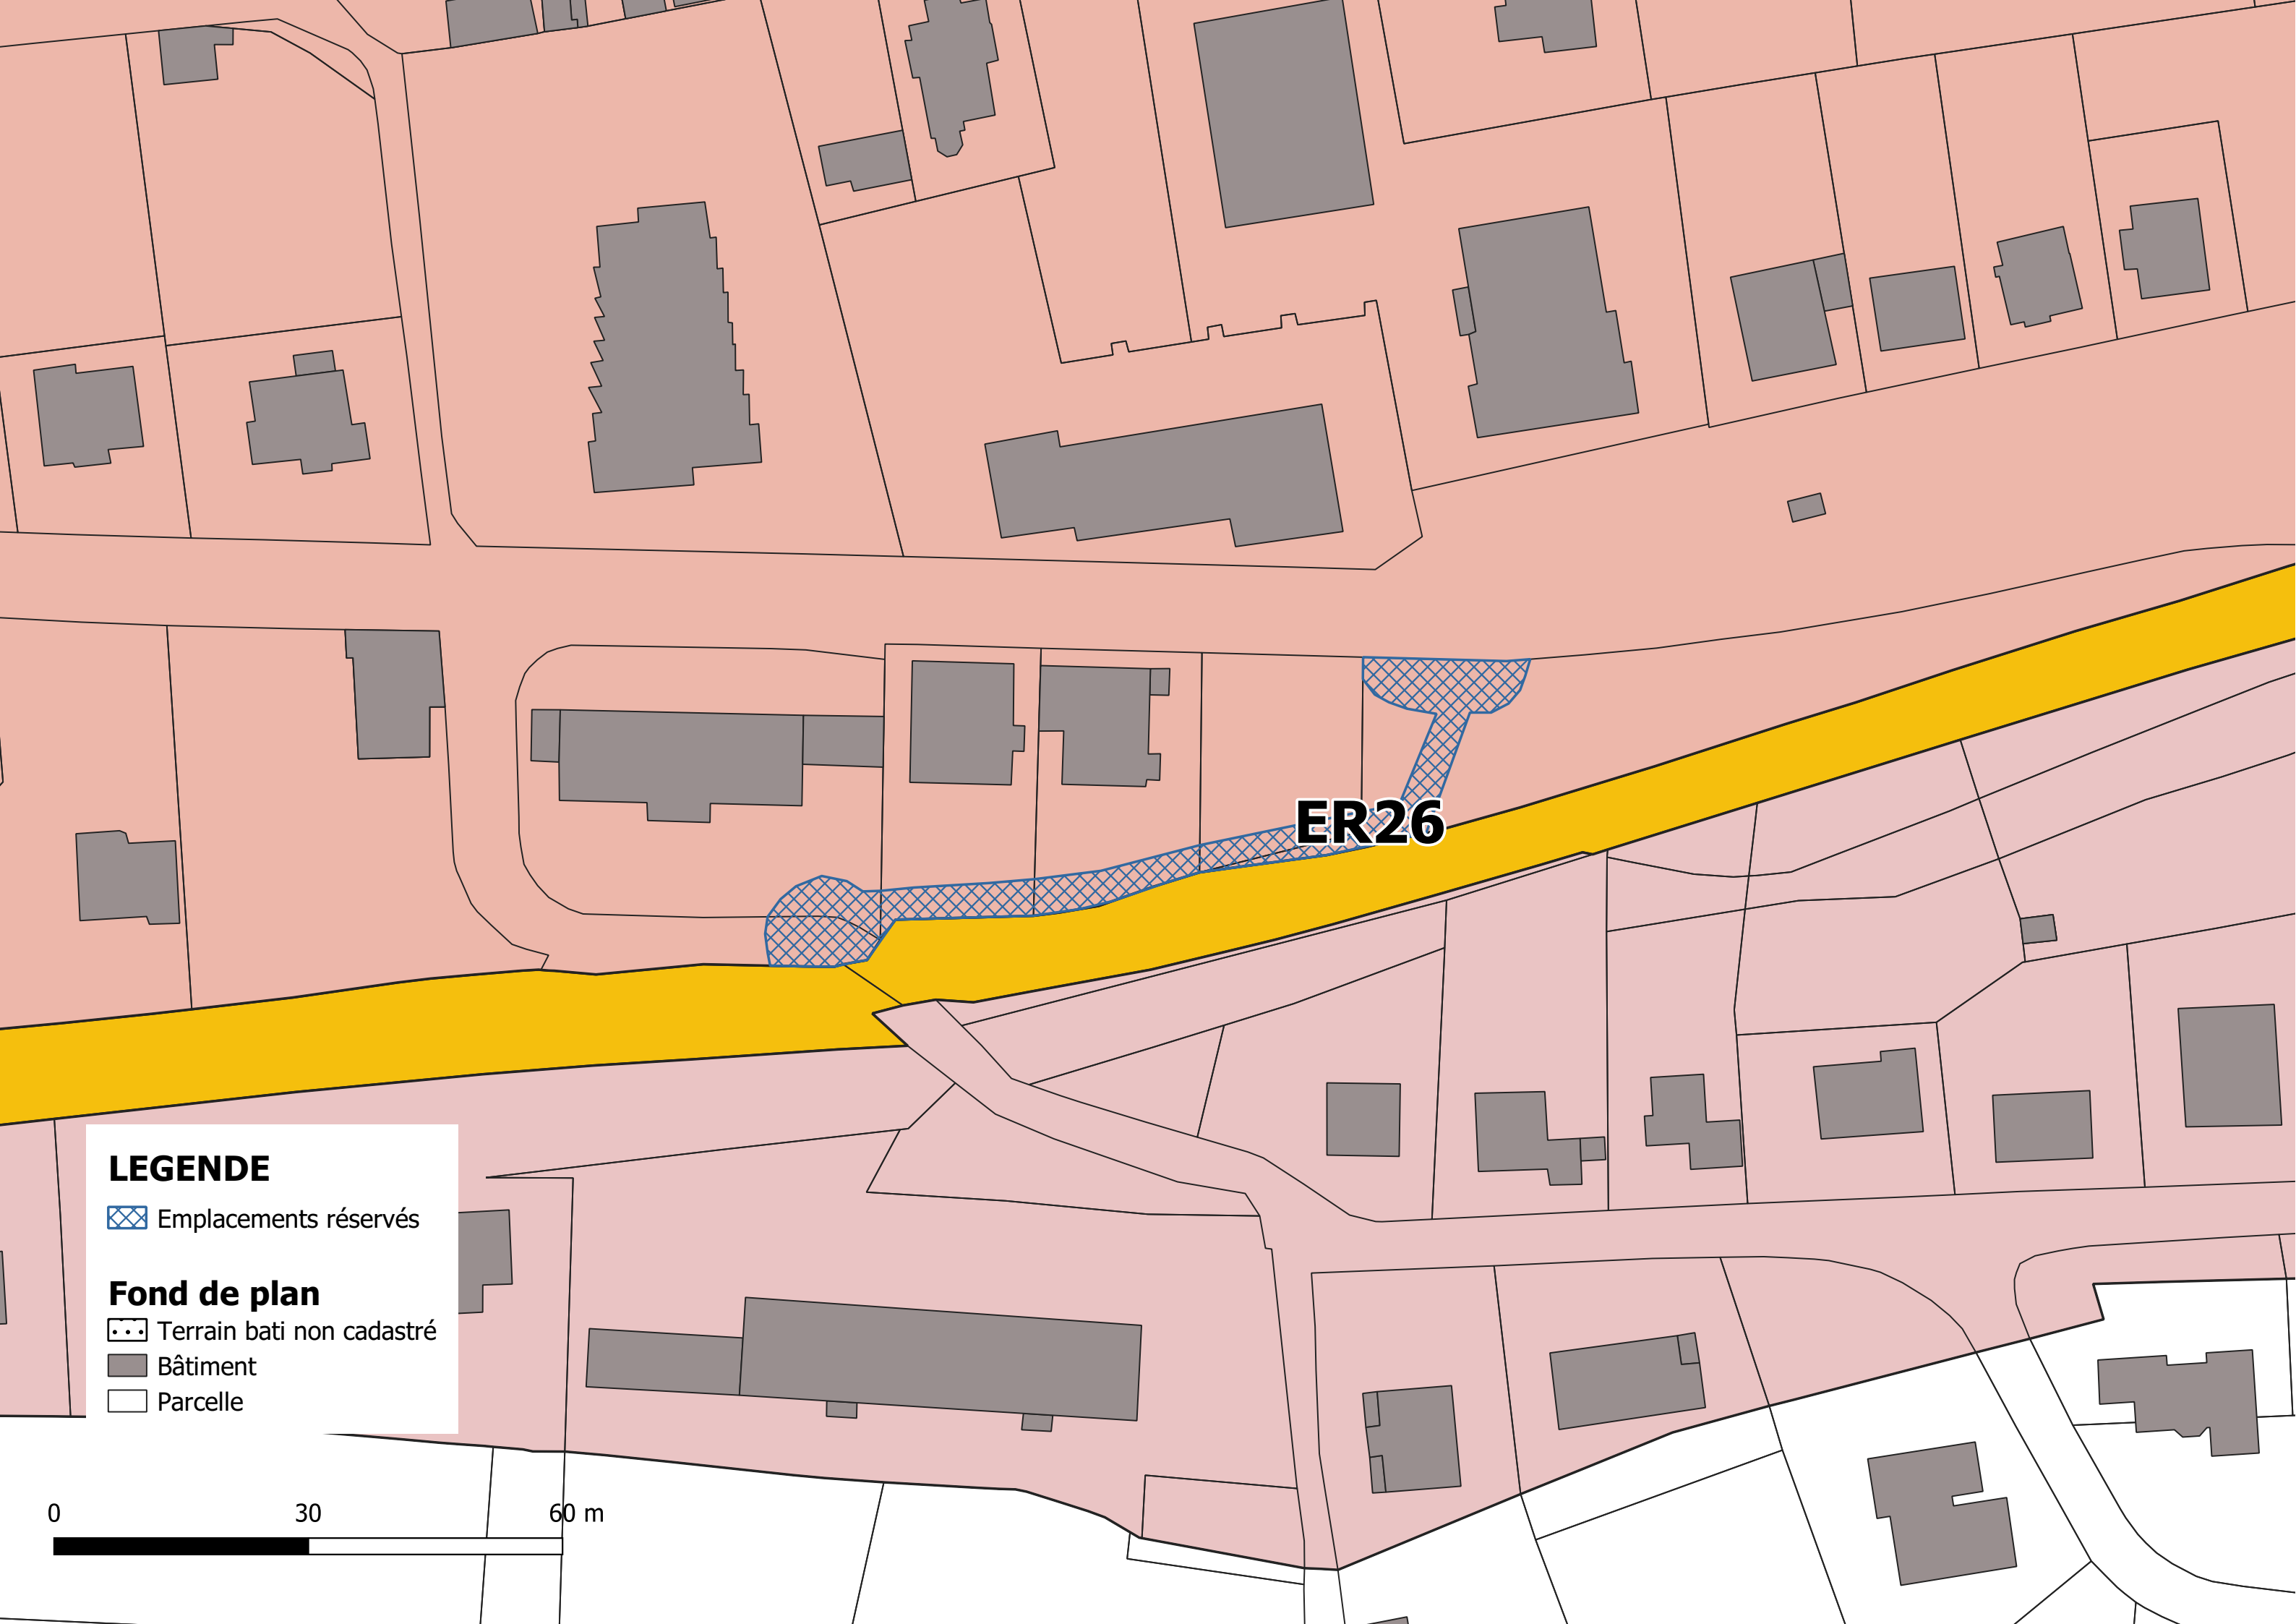 ER26
LEGENDE
Emplacements réservés
Fond de plan
Terrain bati non cadastré
Bâtiment
Parcelle
0 30 60 m